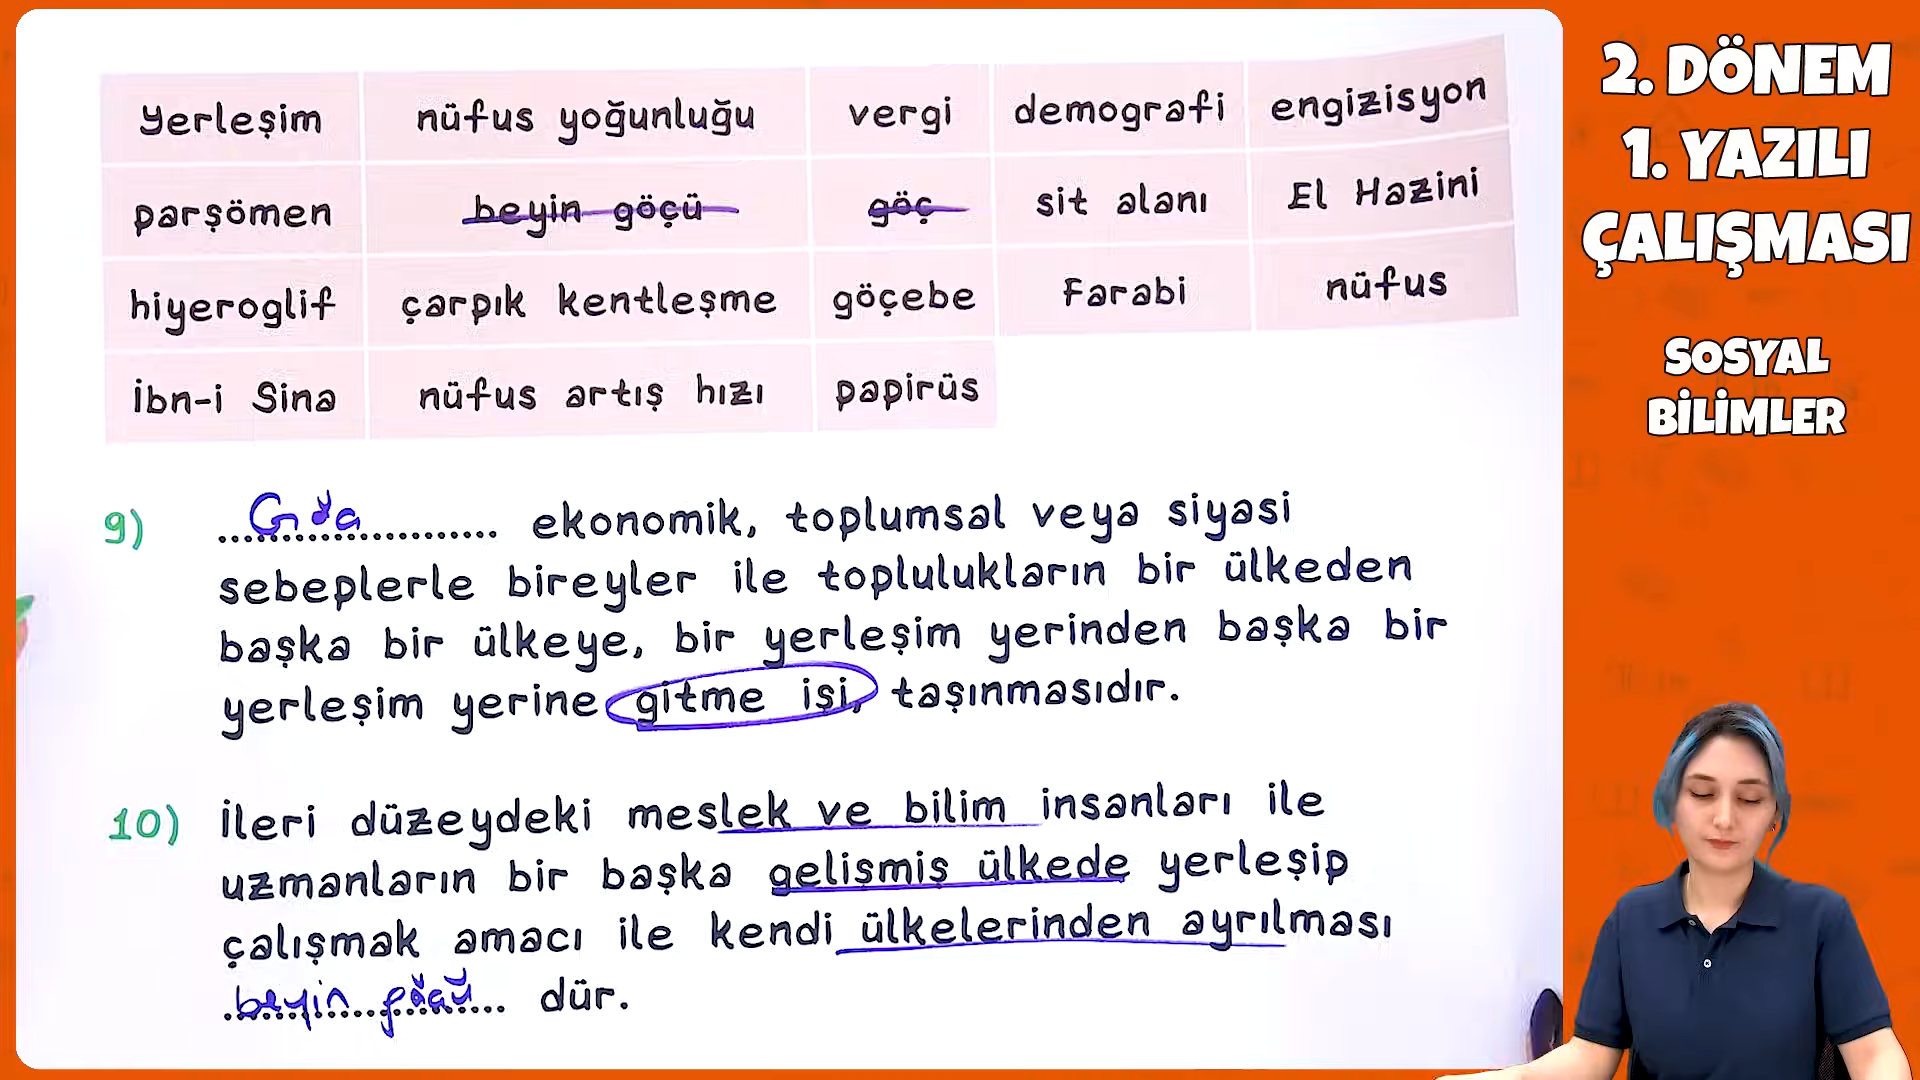 Yerleşim nüfus yoğunluğu vergi demografi engizisyon
parşömen beyin göçü göç sit alanı El Hazini
hiyeroglif çarpık kentleşme göçebe Farabi nüfus
İbn-i Sina nüfus artış hızı papirüs
9) ...................... ekonomik, toplumsal veya siyasi
sebeplerle bireyler ile toplulukların bir ülkeden
başka bir ülkeye, bir yerleşim yerinden başka bir
yerleşim yerine gitme işi, taşınmasıdır.
10) İleri düzeydeki meslek ve bilim insanları ile
uzmanların bir başka gelişmiş ülkede yerleşip
çalışmak amacı ile kendi ülkelerinden ayrılması
beyin göçü dür.
2. DÖNEM
1. YAZILI
ÇALIŞMASI
SOSYAL
BİLİMLER